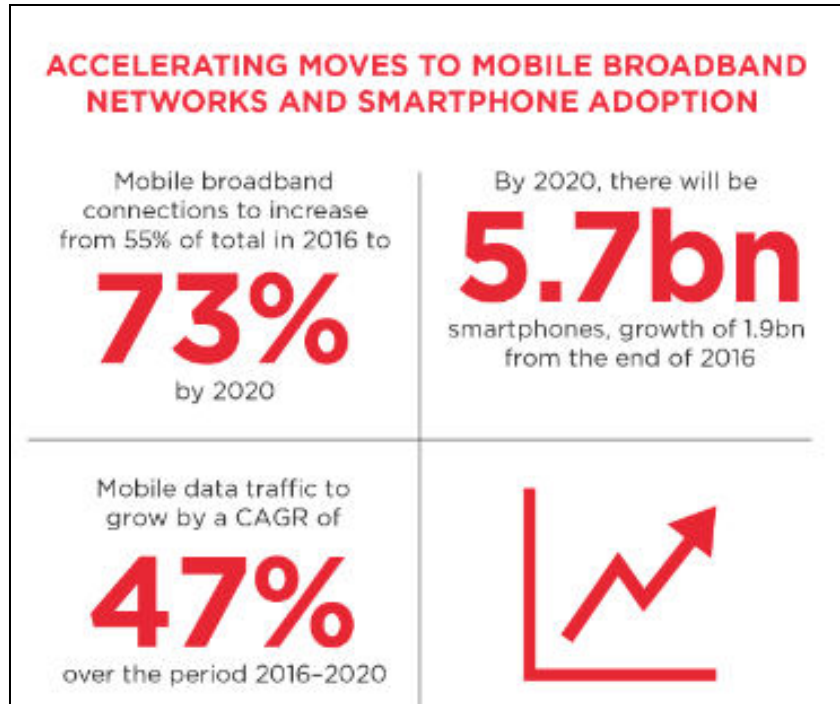 ACCELERATING MOVES TO MOBILE BROADBAND
NETWORKS AND SMARTPHONE ADOPTION
Mobile broadband
connections to increase
from 55% of total in 2016 to
73%
by 2020
By 2020, there will be
5.7bn
smartphones, growth of 1.9bn
from the end of 2016
Mobile data traffic to
grow by a CAGR of
47%
over the period 2016–2020